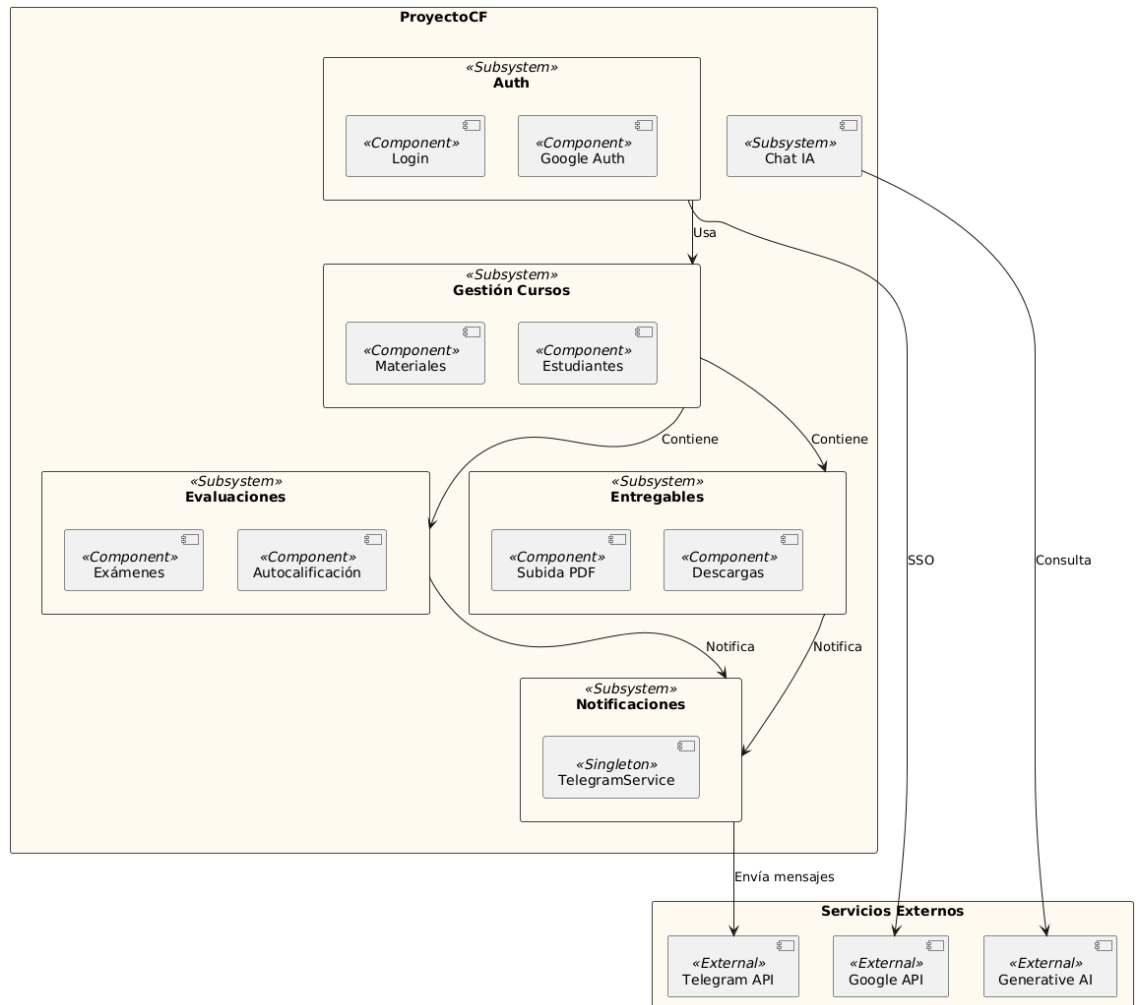 ProyectoCF
«Subsystem»
Auth
«Component»
Login
«Component»
Google Auth
«Subsystem»
Chat IA
Usa
«Subsystem»
Gestión Cursos
«Component»
Materiales
«Component»
Estudiantes
Contiene
Contiene
«Subsystem»
Evaluaciones
«Component»
Exámenes
«Component»
Autocalificación
«Subsystem»
Entregables
«Component»
Subida PDF
«Component»
Descargas
SSO
Consulta
Notifica
Notifica
«Subsystem»
Notificaciones
«Singleton»
TelegramService
Envía mensajes
Servicios Externos
«External»
Telegram API
«External»
Google API
«External»
Generative AI